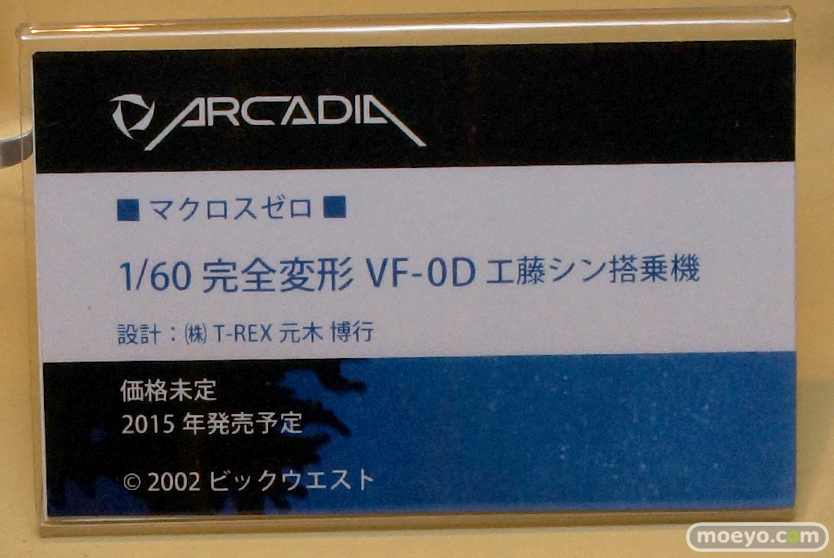 ARCADIA
■ マクロスゼロ ■
1/60 完全変形 VF-0D 工藤シン搭乗機
設計：㈱ T-REX 元木 博行
価格未定
2015 年発売予定
© 2002 ビックウエスト
moeyo.com